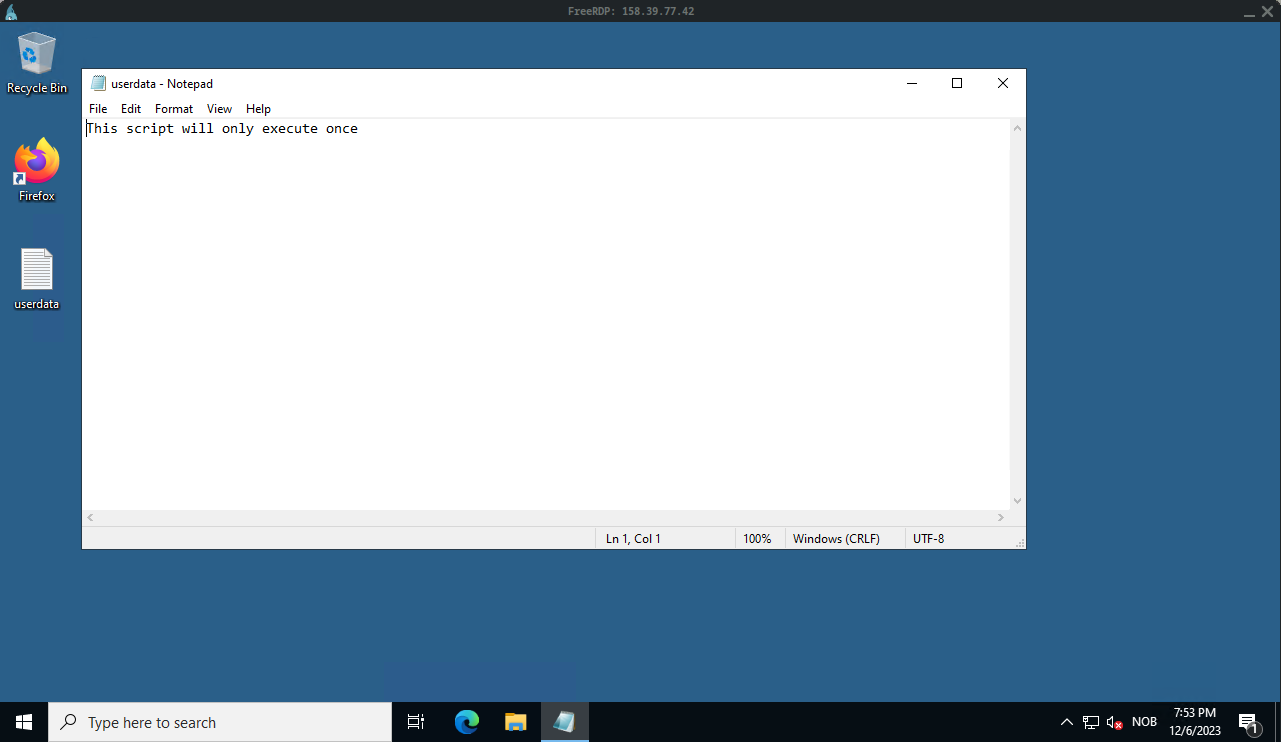 FreeRDP: 158.39.77.42
Recycle Bin
userdata - Notepad
File Edit Format View Help
This script will only execute once
Firefox
userdata
Ln 1, Col 1 100% Windows (CRLF) UTF-8
Type here to search
NOB
7:53 PM
12/6/2023
1